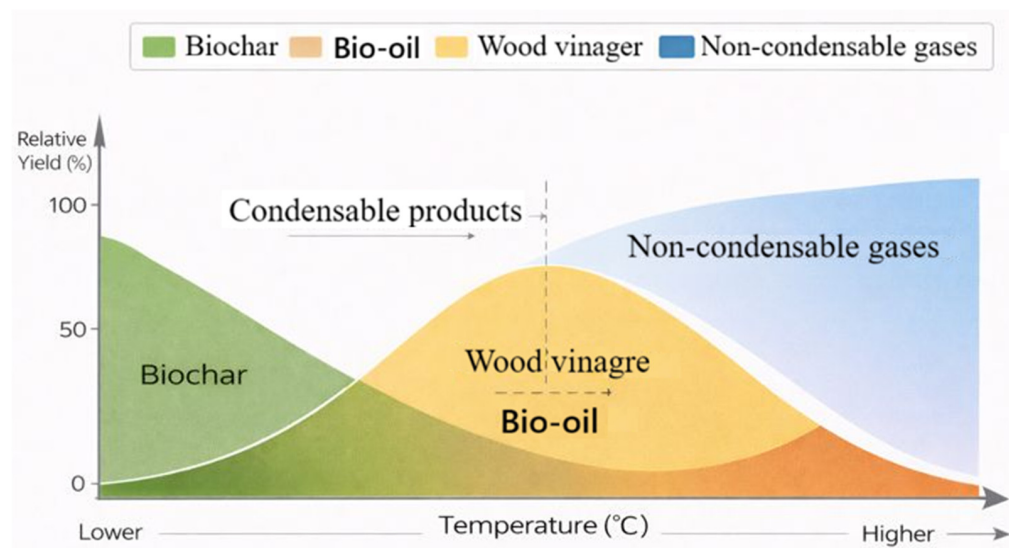 Biochar Bio-oil Wood vinager Non-condensable gases
Relative
Yield (%)
100
Condensable products
Non-condensable gases
50
Wood vinagre
Biochar
Bio-oil
0
Lower Temperature (°C) Higher